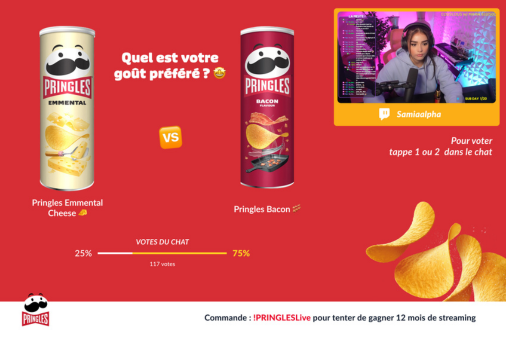 Quel est votre
goût préféré ? 🤩
PRINGLES
EMMENTAL
PRINGLES
BACON
VS
Pringles Emmental
Cheese 🧀
Pringles Bacon 🥓
VOTES DU CHAT
25%
75%
117 votes
Samiaalpha
Pour voter
tappe 1 ou 2 dans le chat
PRINGLES
Commande : !PRINGLESLive pour tenter de gagner 12 mois de streaming